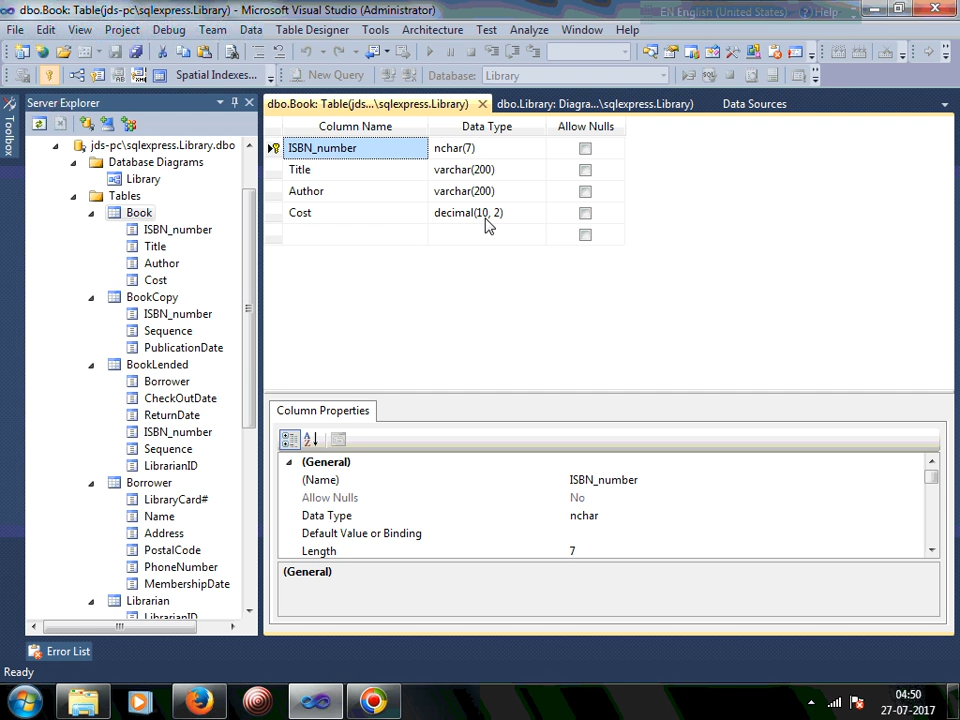 dbo.Book: Table(jds-pc\sqlexpress.Library) - Microsoft Visual Studio (Administrator)
EN English (United States)
Help
File Edit View Project Debug Team Data Table Designer Tools Architecture Test Analyze Window Help
Spatial Indexes...
New Query
Database: Library
Toolbox
Server Explorer
dbo.Book: Table(jds...\sqlexpress.Library)
dbo.Library: Diagra...\sqlexpress.Library)
Data Sources
jds-pc\sqlexpress.Library.dbo
Database Diagrams
Library
Tables
Book
ISBN_number
Title
Author
Cost
BookCopy
ISBN_number
Sequence
PublicationDate
BookLended
Borrower
CheckOutDate
ReturnDate
ISBN_number
Sequence
LibrarianID
Borrower
LibraryCard#
Name
Address
PostalCode
PhoneNumber
MembershipDate
Librarian
LibrarianID
Column Name Data Type Allow Nulls
ISBN_number nchar(7)
Title varchar(200)
Author varchar(200)
Cost decimal(10, 2)
Column Properties
(General)
(Name) ISBN_number
Allow Nulls No
Data Type nchar
Default Value or Binding
Length 7
(General)
Error List
Ready
04:50
27-07-2017